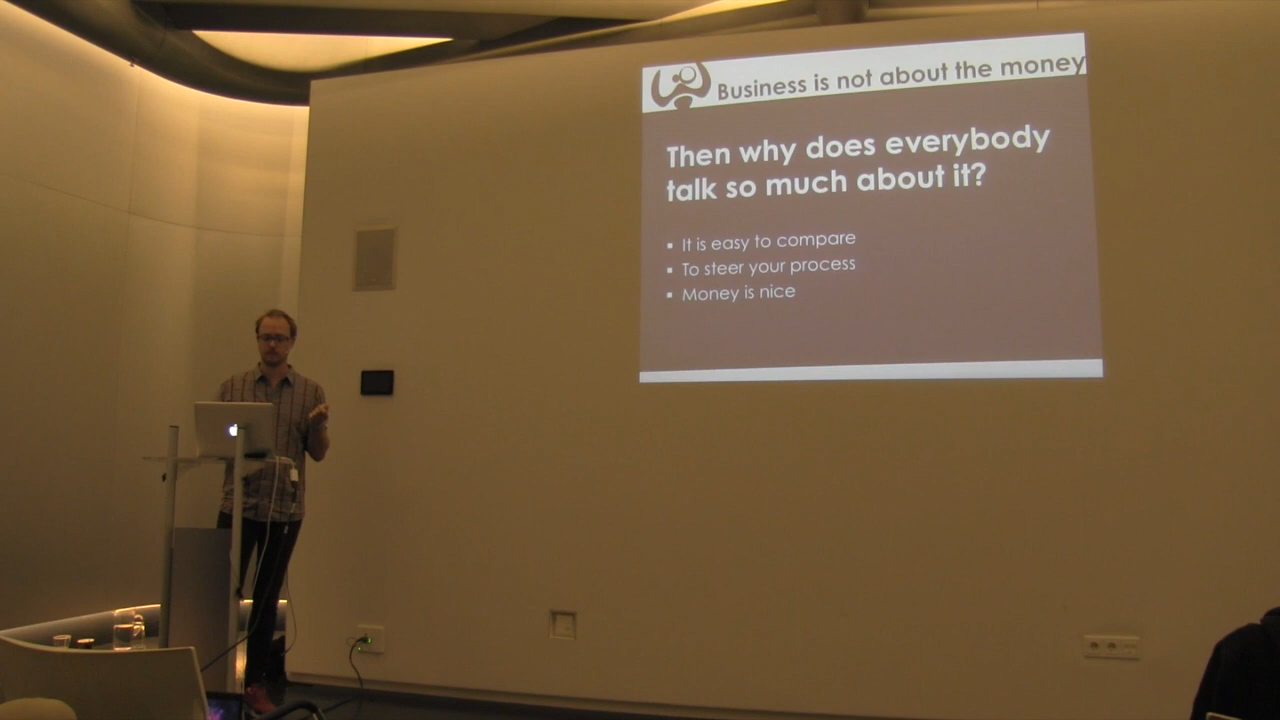 Business is not about the money
Then why does everybody
talk so much about it?
▪ It is easy to compare
▪ To steer your process
▪ Money is nice